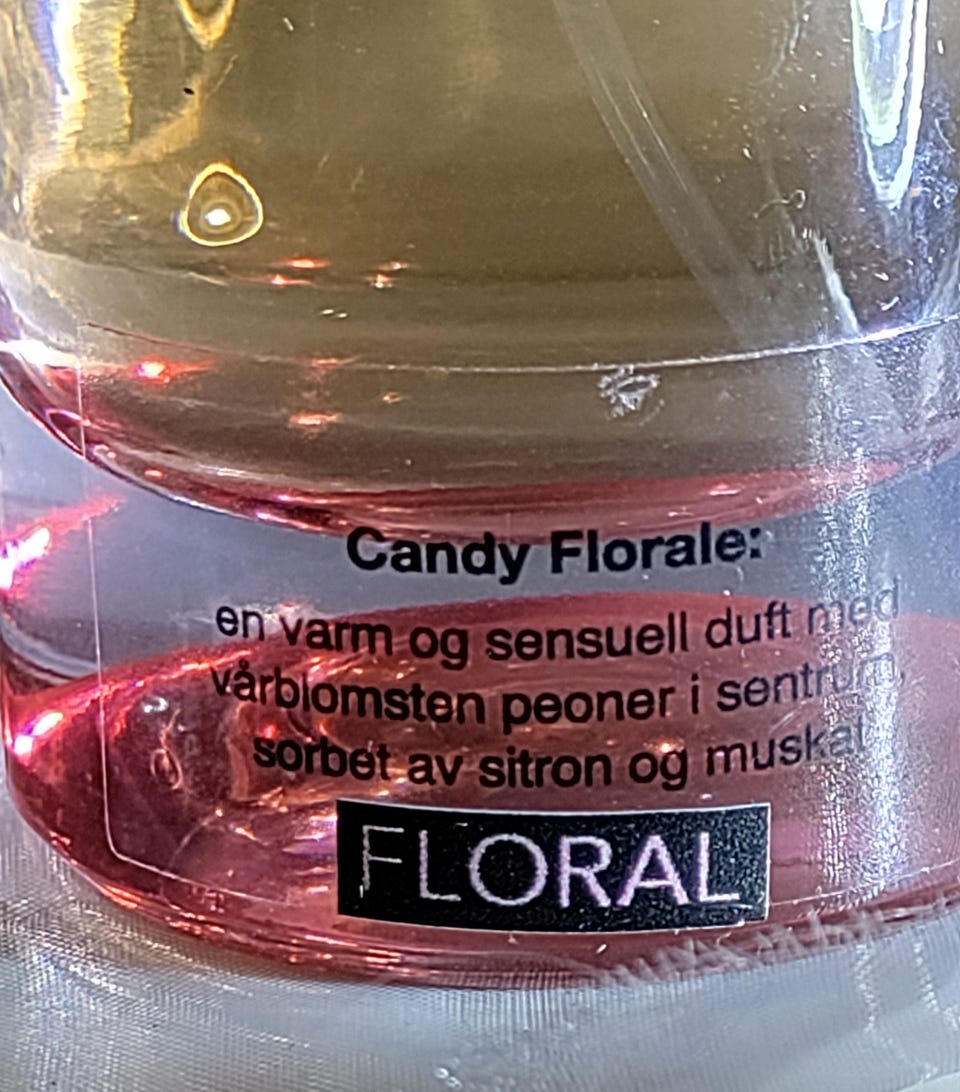 Candy Florale:
en varm og sensuell duft med
vårblomsten peoner i sentrum,
sorbet av sitron og muskat
FLORAL